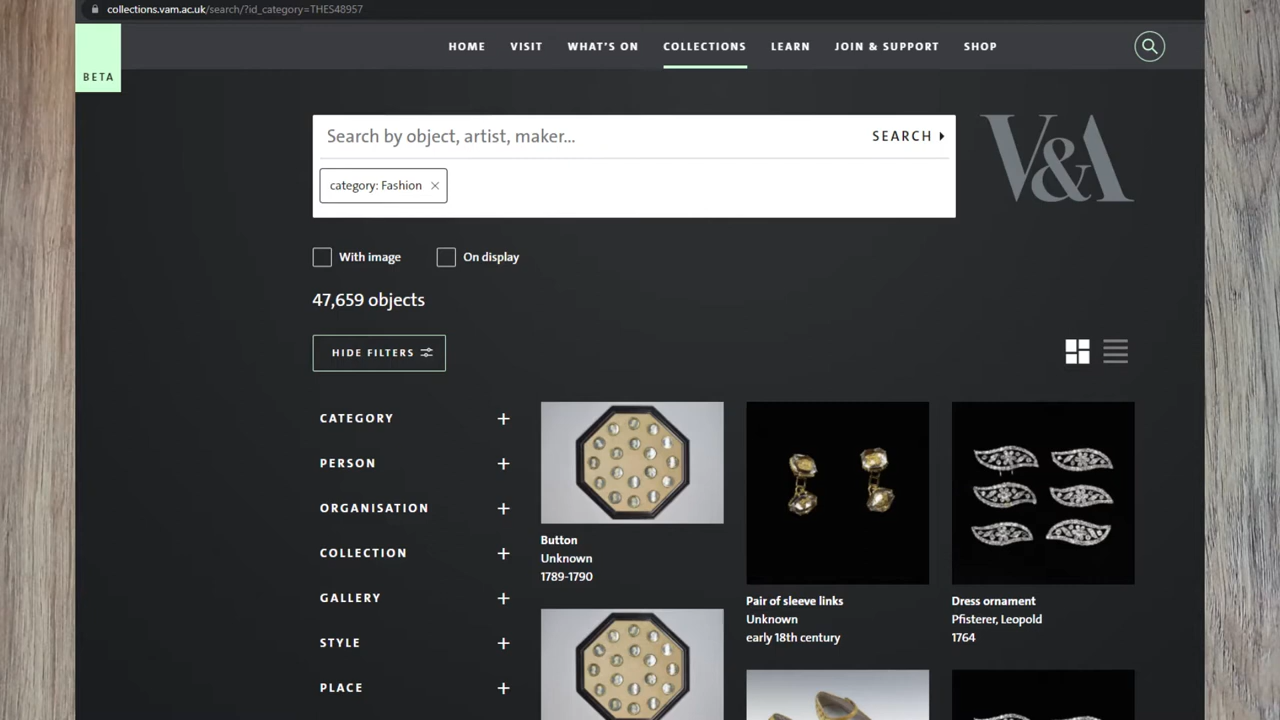 collections.vam.ac.uk/search/?id_category=THES48957
BETA
HOME VISIT WHAT'S ON COLLECTIONS LEARN JOIN & SUPPORT SHOP
Search by object, artist, maker...
SEARCH
V&A
category: Fashion ×
With image
On display
47,659 objects
HIDE FILTERS
CATEGORY +
PERSON +
ORGANISATION +
COLLECTION +
GALLERY +
STYLE +
PLACE +
Button
Unknown
1789-1790
Pair of sleeve links
Unknown
early 18th century
Dress ornament
Pfisterer, Leopold
1764